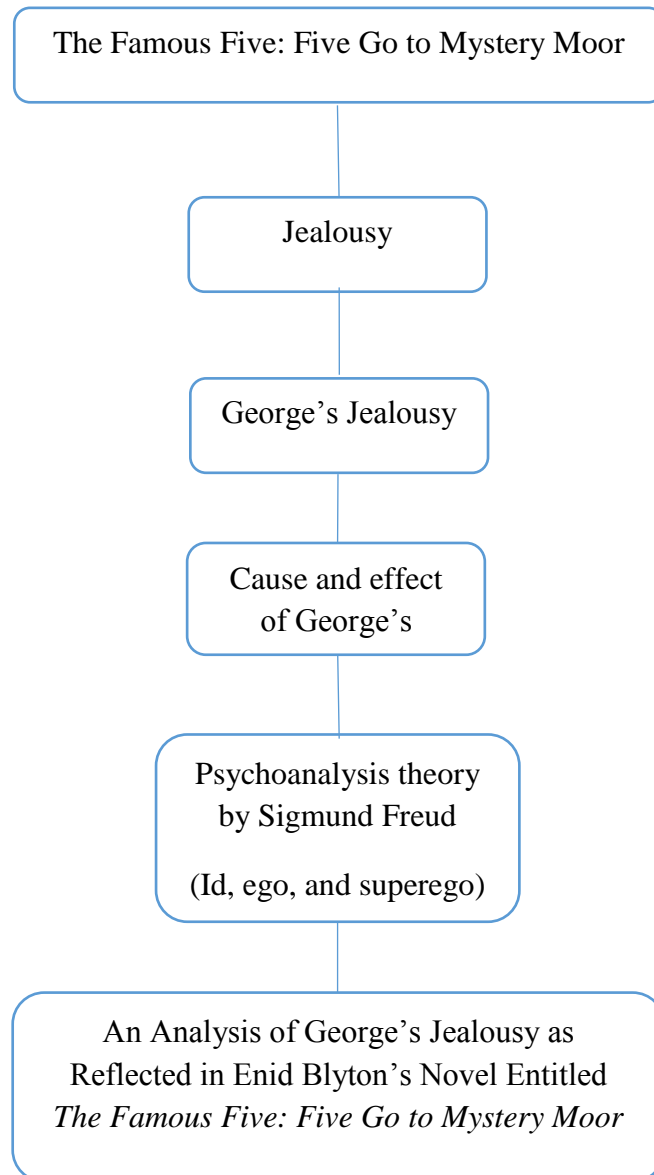 The Famous Five: Five Go to Mystery Moor
Jealousy
George’s Jealousy
Cause and effect
of George’s
Psychoanalysis theory
by Sigmund Freud
(Id, ego, and superego)
An Analysis of George’s Jealousy as
Reflected in Enid Blyton’s Novel Entitled
The Famous Five: Five Go to Mystery Moor